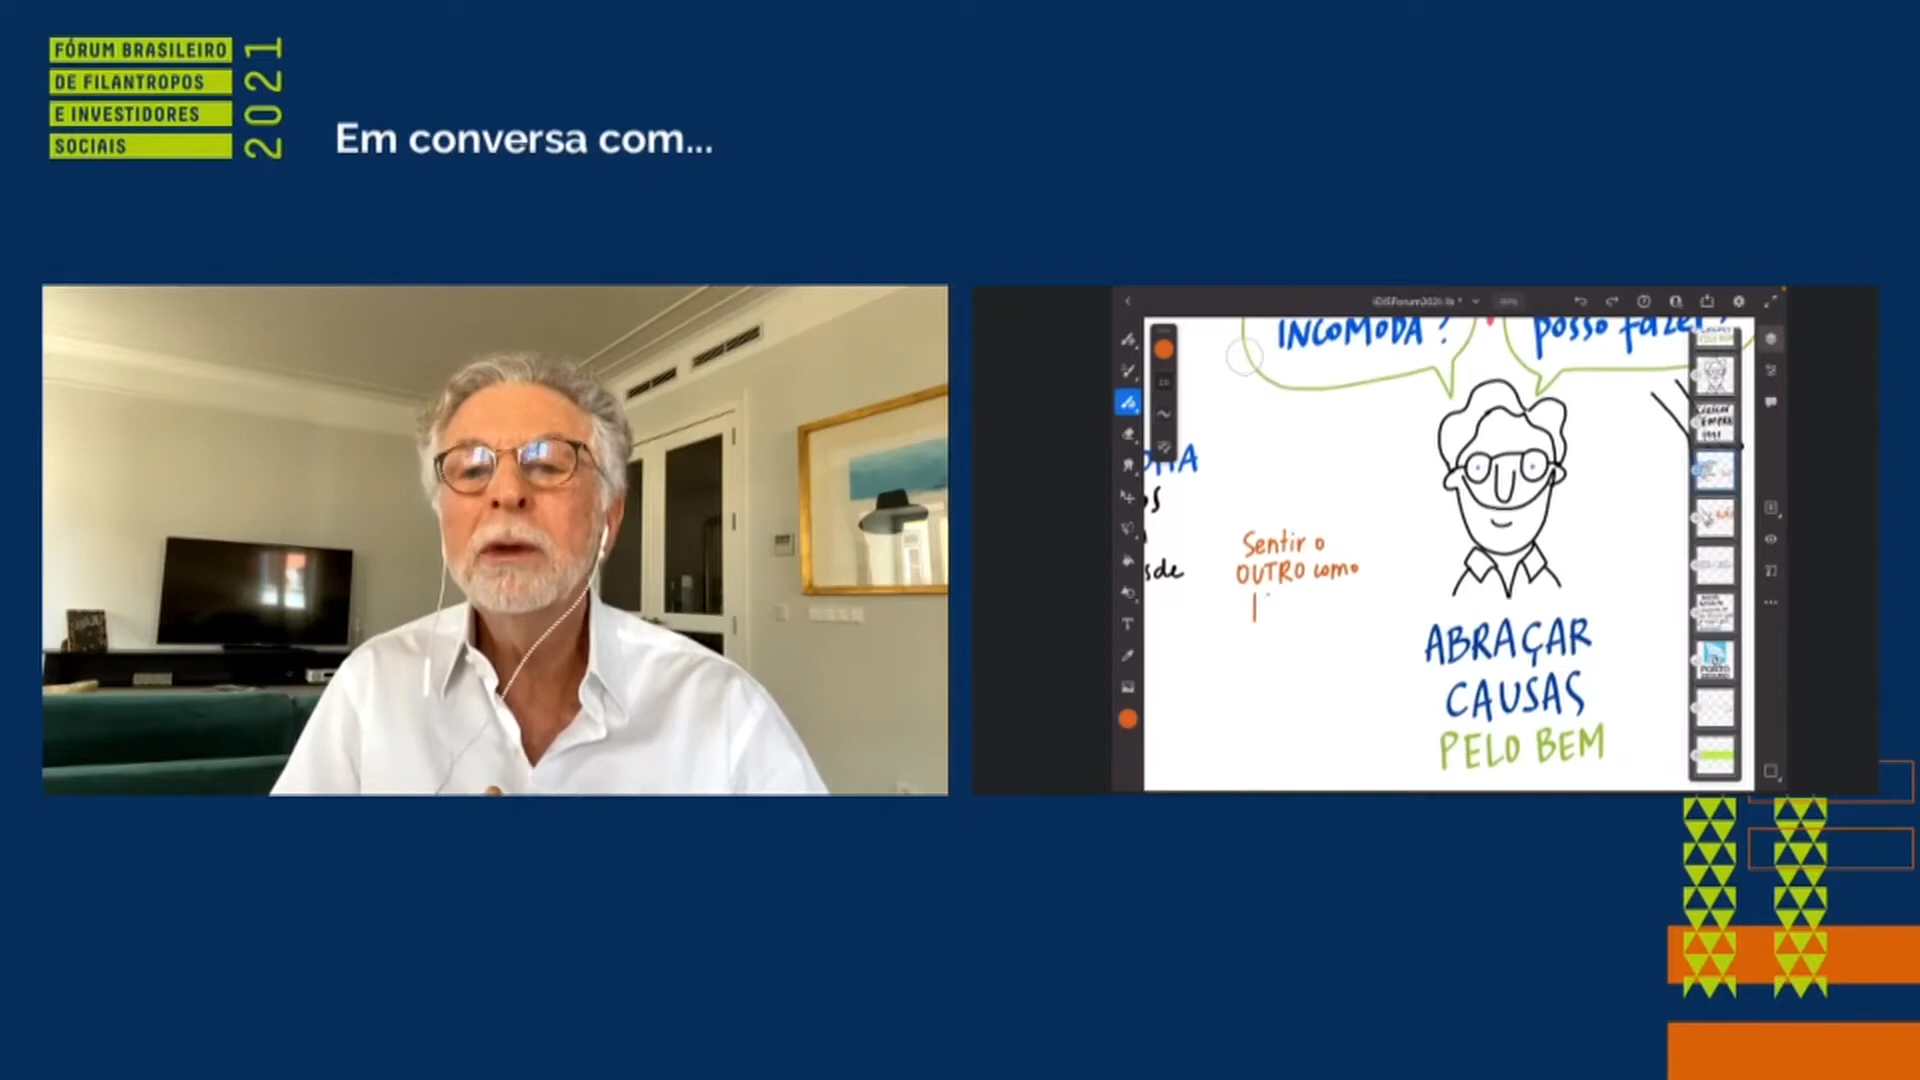 FÓRUM BRASILEIRO
DE FILANTROPOS
E INVESTIDORES
SOCIAIS
2021
Em conversa com...
INCOMODA?
posso fazer?
sde
Sentir o
OUTRO como
ABRAÇAR
CAUSAS
PELO BEM